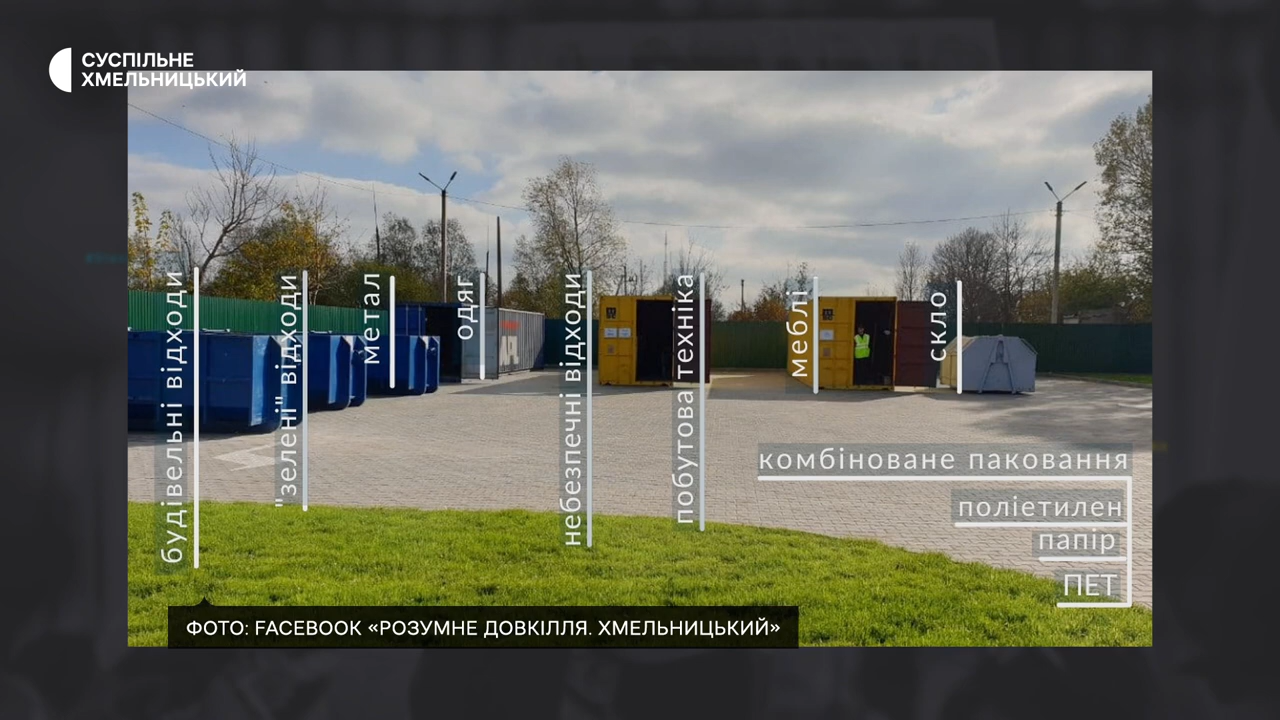 СУСПІЛЬНЕ
ХМЕЛЬНИЦЬКИЙ
будівельні відходи
"зелені" відходи
метал
одяг
небезпечні відходи
побутова техніка
меблі
скло
APL
комбіноване паковання
поліетилен
папір
ПЕТ
ФОТО: FACEBOOK «РОЗУМНЕ ДОВКІЛЛЯ. ХМЕЛЬНИЦЬКИЙ»